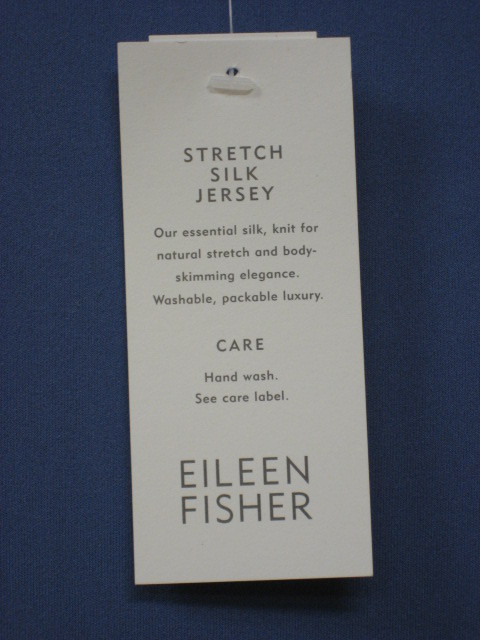 STRETCH
SILK
JERSEY
Our essential silk, knit for
natural stretch and body-
skimming elegance.
Washable, packable luxury.
CARE
Hand wash.
See care label.
EILEEN
FISHER